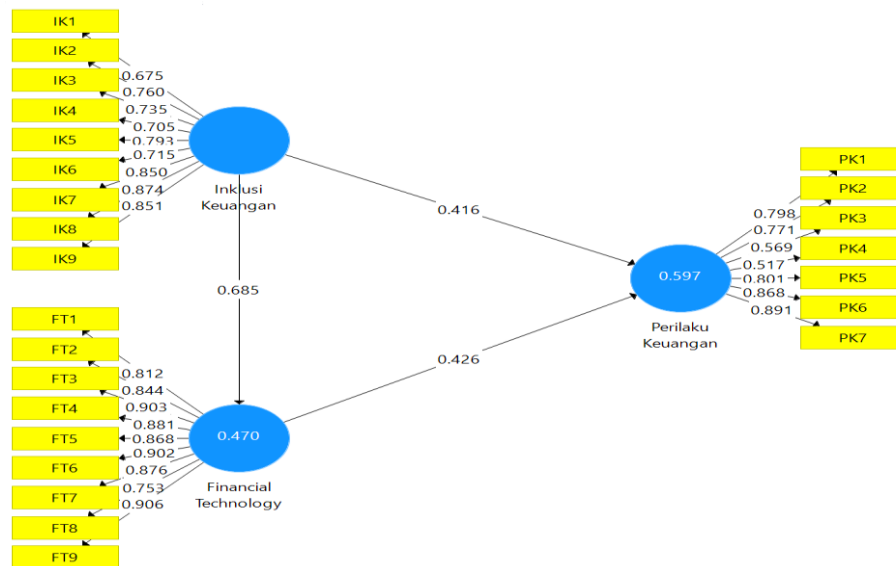 IK1
IK2
IK3
IK4
IK5
IK6
IK7
IK8
IK9
0.675
0.760
0.735
0.705
0.793
0.715
0.850
0.874
0.851
Inklusi
Keuangan
0.416
0.685
0.426
FT1
FT2
FT3
FT4
FT5
FT6
FT7
FT8
FT9
0.812
0.844
0.903
0.881
0.868
0.902
0.876
0.753
0.906
0.470
Financial
Technology
0.597
Perilaku
Keuangan
0.798
0.771
0.569
0.517
0.801
0.868
0.891
PK1
PK2
PK3
PK4
PK5
PK6
PK7